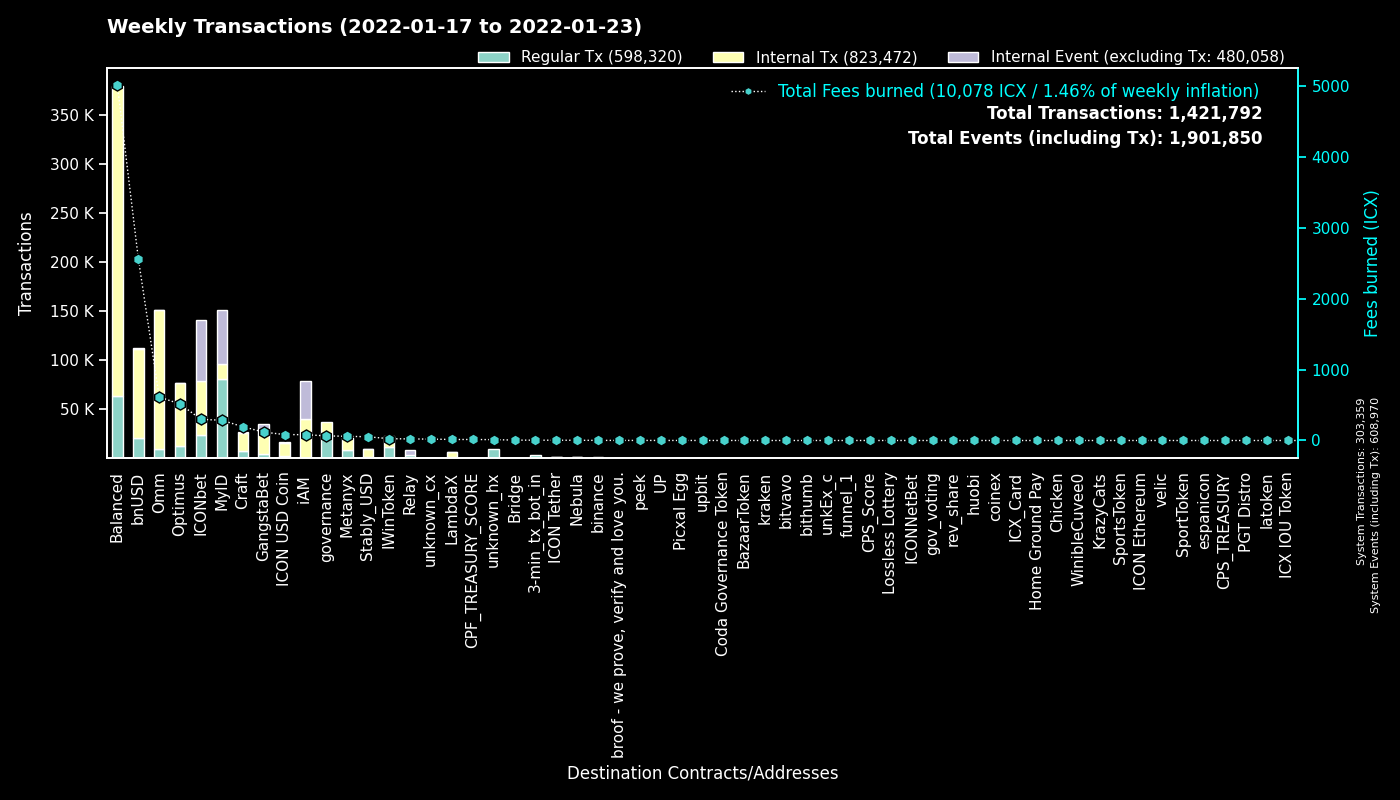 Weekly Transactions (2022-01-17 to 2022-01-23)
Regular Tx (598,320)
Internal Tx (823,472)
Internal Event (excluding Tx: 480,058)
Total Fees burned (10,078 ICX / 1.46% of weekly inflation)
Total Transactions: 1,421,792
Total Events (including Tx): 1,901,850
Transactions
350 K
300 K
250 K
200 K
150 K
100 K
50 K
5000
4000
3000
2000
1000
0
Fees burned (ICX)
System Transactions: 303,359
System Events (including Tx): 608,970
Balanced
bnUSD
Omm
Optimus
ICONbet
MyID
Craft
GangstaBet
ICON USD Coin
iAM
governance
Metanyx
Stably_USD
IWinToken
Relay
unknown_cx
LambdaX
CPF_TREASURY_SCORE
unknown_hx
Bridge
3-min_tx_bot_in
ICON Tether
Nebula
binance
broof - we prove, verify and love you.
peek
UP
Picxal Egg
upbit
Coda Governance Token
BazaarToken
kraken
bitvavo
bithumb
unkEx_c
funnel_1
CPS_Score
Lossless Lottery
ICONNetBet
gov_voting
rev_share
huobi
coinex
ICX_Card
Home Ground Pay
Chicken
WinbleCuvee0
KrazyCats
SportsToken
ICON Ethereum
velic
SportToken
espanicon
CPS_TREASURY
PGT Distro
latoken
ICX IOU Token
Destination Contracts/Addresses